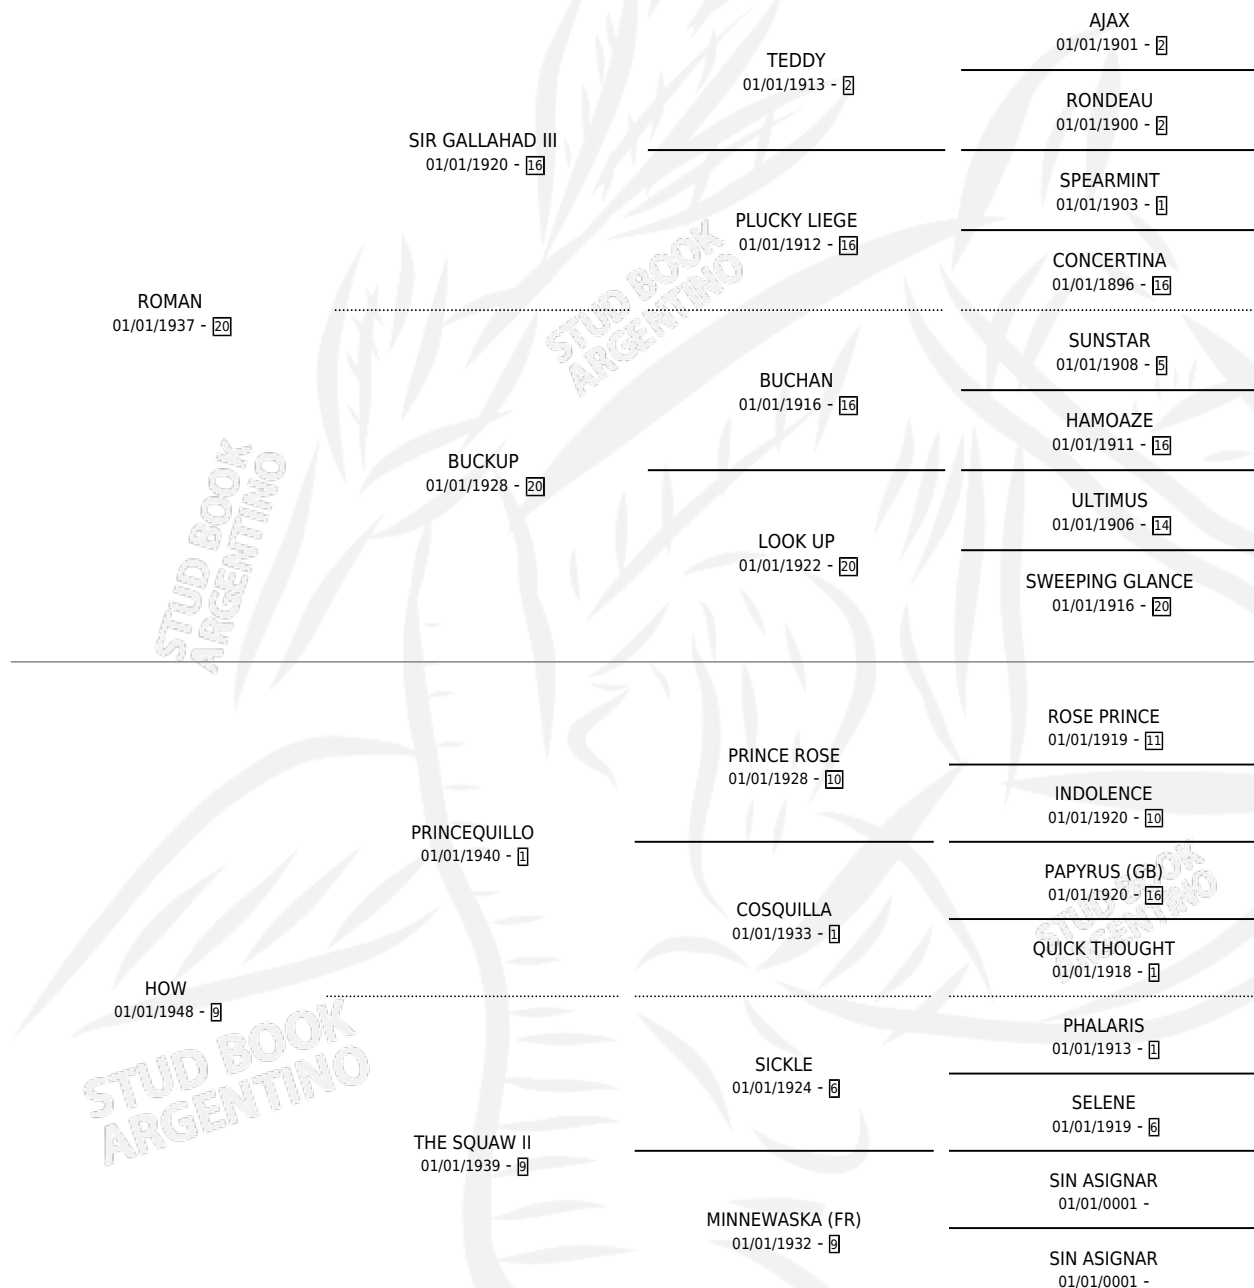 AJAX
01/01/1901 - 2
TEDDY
01/01/1913 - 2
RONDEAU
01/01/1900 - 2
SIR GALLAHAD III
01/01/1920 - 16
SPEARMINT
01/01/1903 - 1
PLUCKY LIEGE
01/01/1912 - 16
CONCERTINA
01/01/1896 - 16
ROMAN
01/01/1937 - 20
STUD BOOK
ARGENTINO
SUNSTAR
01/01/1908 - 5
BUCHAN
01/01/1916 - 16
HAMOAZE
01/01/1911 - 16
BUCKUP
01/01/1928 - 20
ULTIMUS
01/01/1906 - 14
LOOK UP
01/01/1922 - 20
SWEEPING GLANCE
01/01/1916 - 20
STUD BOOK
ARGENTINO
ROSE PRINCE
01/01/1919 - 11
PRINCE ROSE
01/01/1928 - 10
INDOLENCE
01/01/1920 - 10
PRINCEQUILLO
01/01/1940 - 1
PAPYRUS (GB)
01/01/1920 - 16
COSQUILLA
01/01/1933 - 1
QUICK THOUGHT
01/01/1918 - 1
STUD BOOK
ARGENTINO
HOW
01/01/1948 - 9
STUD BOOK
ARGENTINO
PHALARIS
01/01/1913 - 1
SICKLE
01/01/1924 - 6
SELENE
01/01/1919 - 6
THE SQUAW II
01/01/1939 - 9
SIN ASIGNAR
01/01/0001 -
MINNEWASKA (FR)
01/01/1932 - 9
SIN ASIGNAR
01/01/0001 -